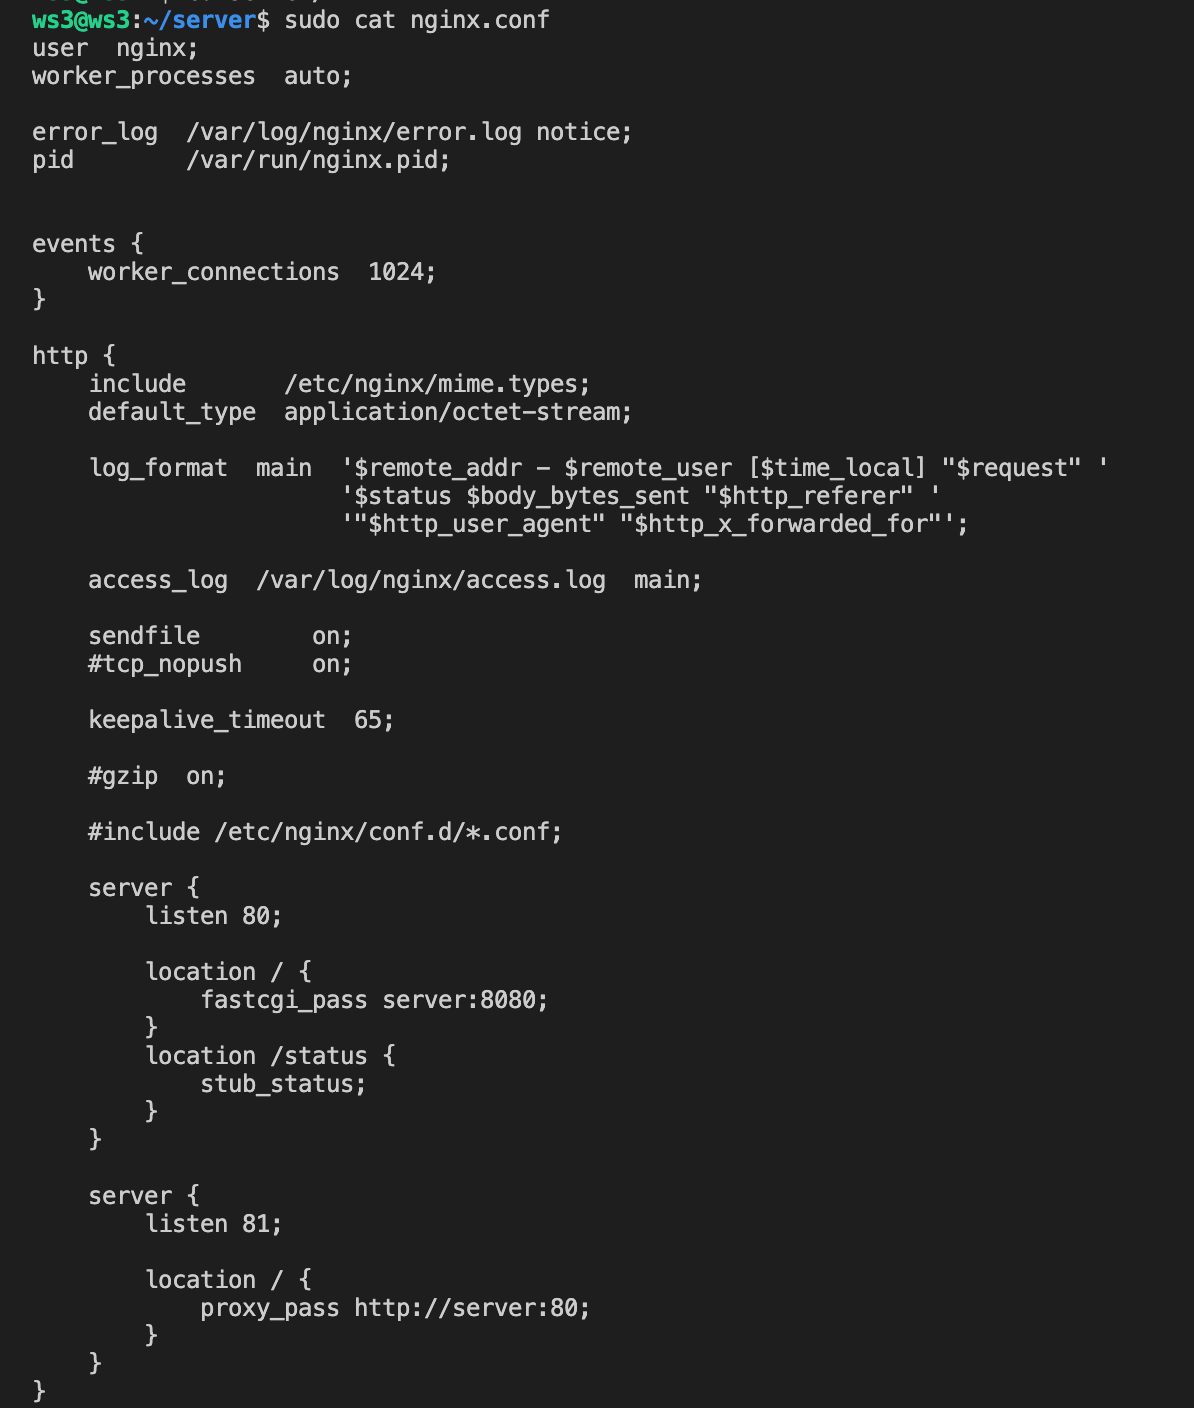 ws3@ws3:~/server$ sudo cat nginx.conf
user  nginx;
worker_processes  auto;

error_log  /var/log/nginx/error.log notice;
pid        /var/run/nginx.pid;


events {
    worker_connections  1024;
}

http {
    include       /etc/nginx/mime.types;
    default_type  application/octet-stream;

    log_format  main  '$remote_addr - $remote_user [$time_local] "$request" '
                      '$status $body_bytes_sent "$http_referer" '
                      '"$http_user_agent" "$http_x_forwarded_for"';

    access_log  /var/log/nginx/access.log  main;

    sendfile        on;
    #tcp_nopush     on;

    keepalive_timeout  65;

    #gzip  on;

    #include /etc/nginx/conf.d/*.conf;

    server {
        listen 80;

        location / {
            fastcgi_pass server:8080;
        }
        location /status {
            stub_status;
        }
    }

    server {
        listen 81;

        location / {
            proxy_pass http://server:80;
        }
    }
}